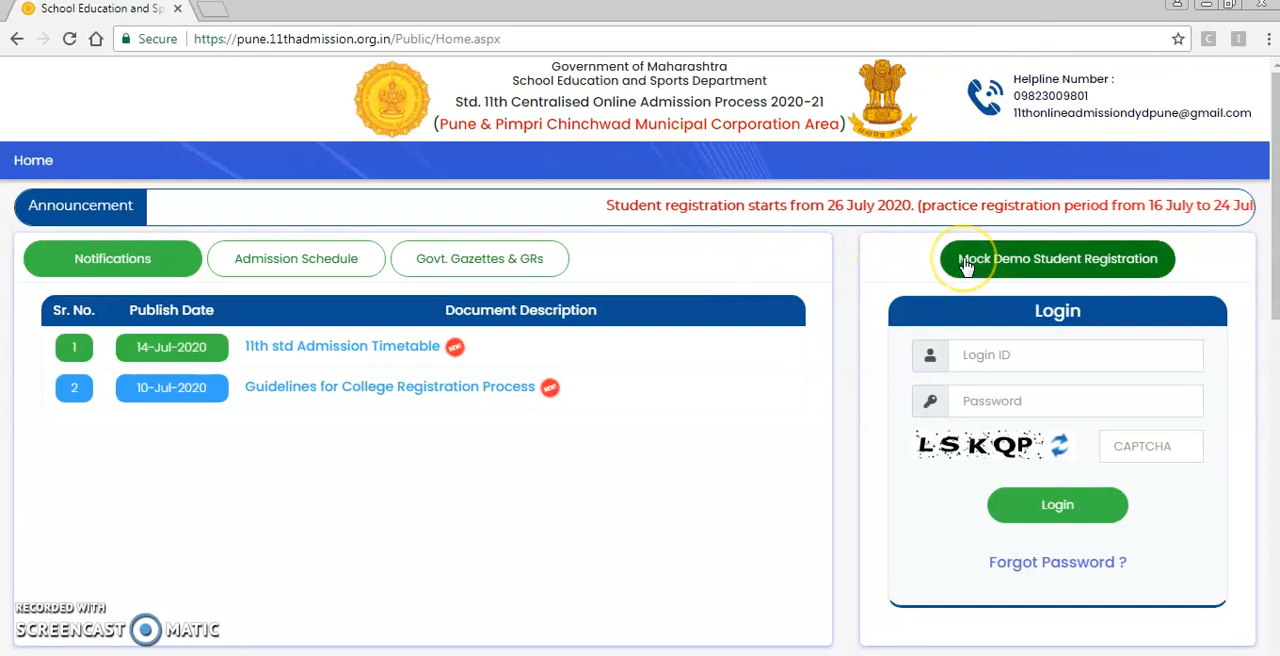 School Education and Sp
Secure
https://pune.11thadmission.org.in/Public/Home.aspx
Government of Maharashtra
School Education and Sports Department
Std. 11th Centralised Online Admission Process 2020-21
(Pune & Pimpri Chinchwad Municipal Corporation Area)
Helpline Number :
09823009801
11thonlineadmissiondydpune@gmail.com
Home
Announcement
Student registration starts from 26 July 2020. (practice registration period from 16 July to 24 Jul
Notifications
Admission Schedule
Govt. Gazettes & GRs
Mock Demo Student Registration
Sr. No. Publish Date Document Description
1 14-Jul-2020 11th std Admission Timetable NEW!
2 10-Jul-2020 Guidelines for College Registration Process NEW!
Login
Login ID
Password
LSKQP
CAPTCHA
Login
Forgot Password ?
RECORDED WITH
SCREENCAST MATIC